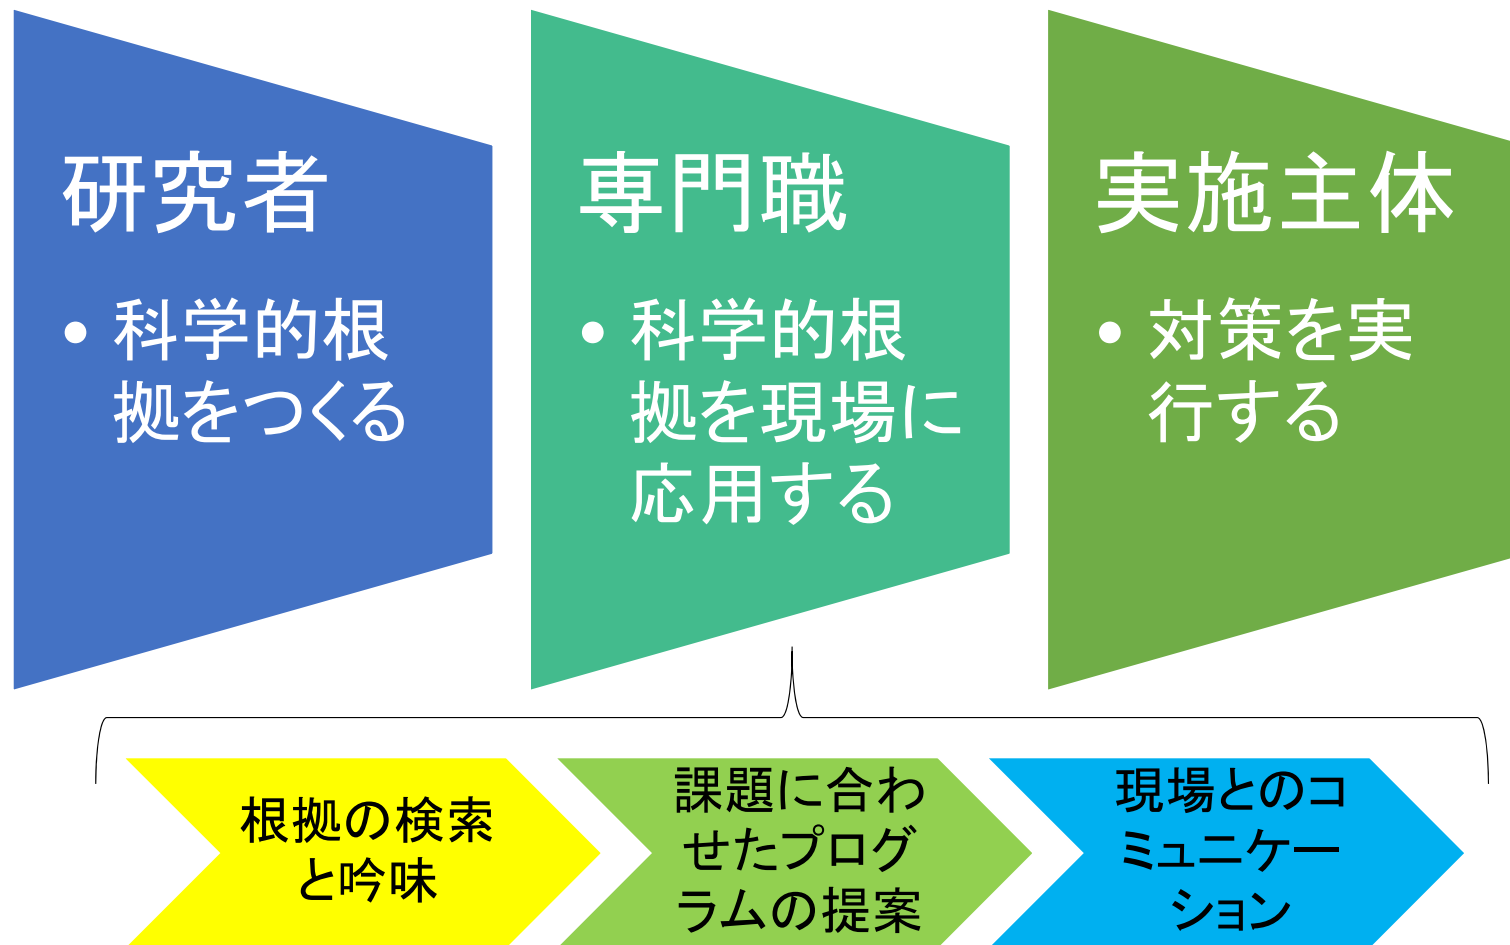 研究者
• 科学的根
拠をつくる
専門職
• 科学的根
拠を現場に
応用する
実施主体
• 対策を実
行する
根拠の検索
と吟味
課題に合わ
せたプログ
ラムの提案
現場とのコ
ミュニケー
ション